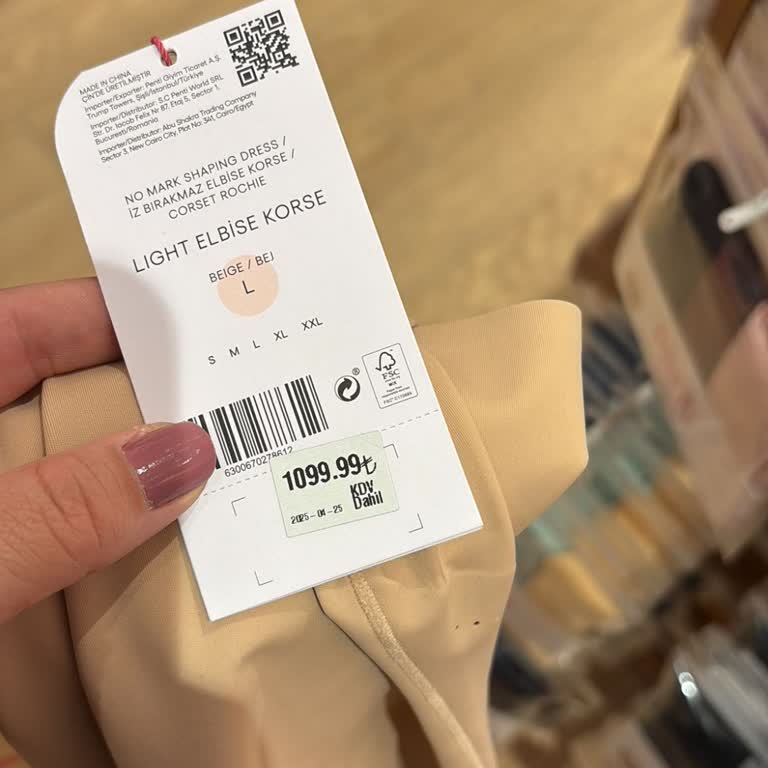 MADE IN CHINA
ÇİN'DE ÜRETİLMİŞTİR
Importer/Exporter: Penti Giyim Ticaret A.Ş.
Trump Towers, Şişli/İstanbul/Türkiye
Importer/Distributor: S.C Penti World SRL
Str. Dr. Iacob Felix Nr 87, Etaj 5, Sector 1,
Bucuresti/Romania
Importer/Distributor: Abu Shakra Trading Company
Sector 3, New Cairo City, Plot No: 341, Cairo/Egypt
NO MARK SHAPING DRESS /
İZ BIRAKMAZ ELBİSE KORSE /
CORSET ROCHIE
LIGHT ELBİSE KORSE
BEIGE / BEJ
L
S M L XL XXL
®
FSC
MIX
6300670278612
1099.99₺
KDV
Dahil
2025-04-25